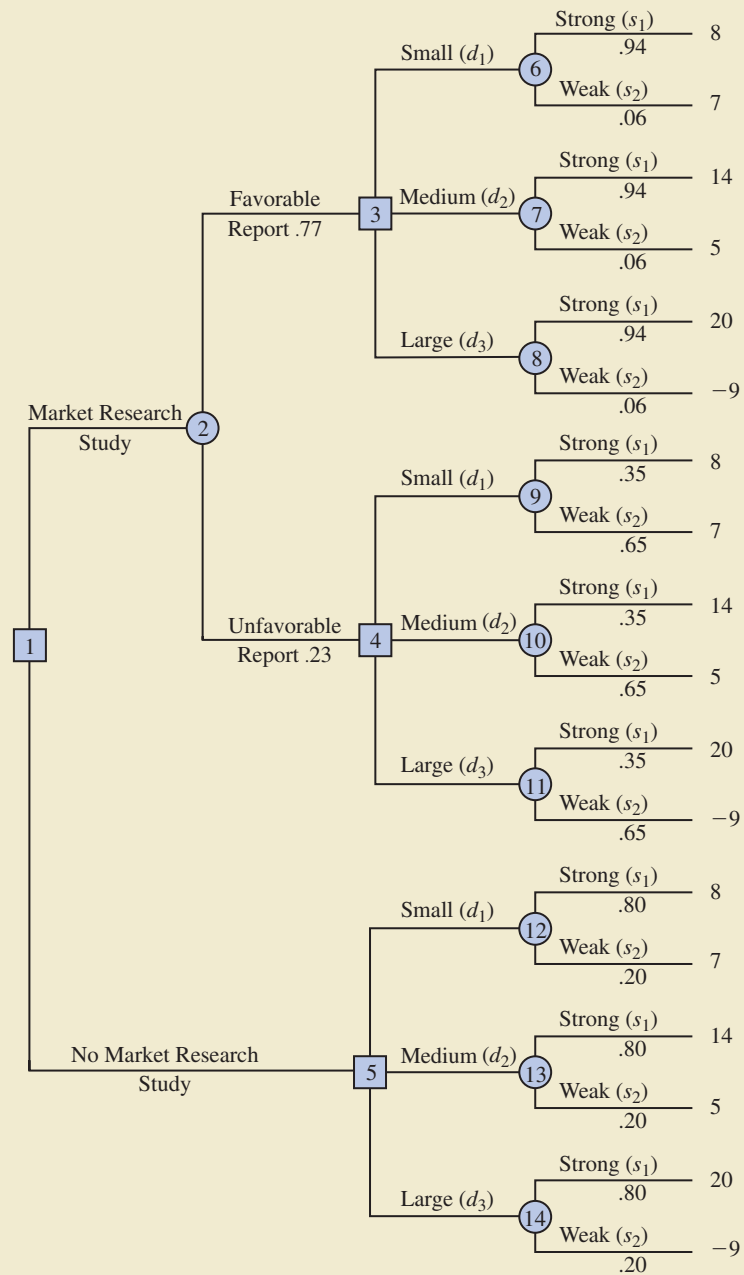 Strong (s1)
.94
8
Small (d1)
6
Weak (s2)
.06
7
Strong (s1)
.94
14
Favorable
Report .77
3
Medium (d2)
7
Weak (s2)
.06
5
Strong (s1)
.94
20
Large (d3)
8
Weak (s2)
.06
−9
Market Research
Study
2
Strong (s1)
.35
8
Small (d1)
9
Weak (s2)
.65
7
Strong (s1)
.35
14
1
Unfavorable
Report .23
4
Medium (d2)
10
Weak (s2)
.65
5
Strong (s1)
.35
20
Large (d3)
11
Weak (s2)
.65
−9
Strong (s1)
.80
8
Small (d1)
12
Weak (s2)
.20
7
Strong (s1)
.80
14
No Market Research
Study
5
Medium (d2)
13
Weak (s2)
.20
5
Strong (s1)
.80
20
Large (d3)
14
Weak (s2)
.20
−9